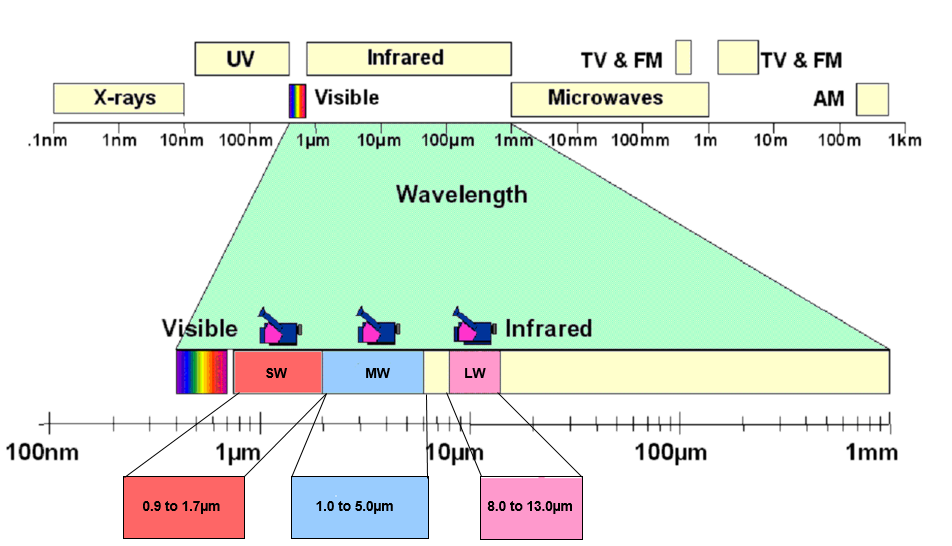 UV
Infrared
TV & FM
TV & FM
X-rays
Visible
Microwaves
AM
.1nm 1nm 10nm 100nm 1µm 10µm 100µm 1mm 10mm 100mm 1m 10m 100m 1km
Wavelength
Visible
Infrared
SW
MW
LW
100nm 1µm 10µm 100µm 1mm
0.9 to 1.7µm
1.0 to 5.0µm
8.0 to 13.0µm